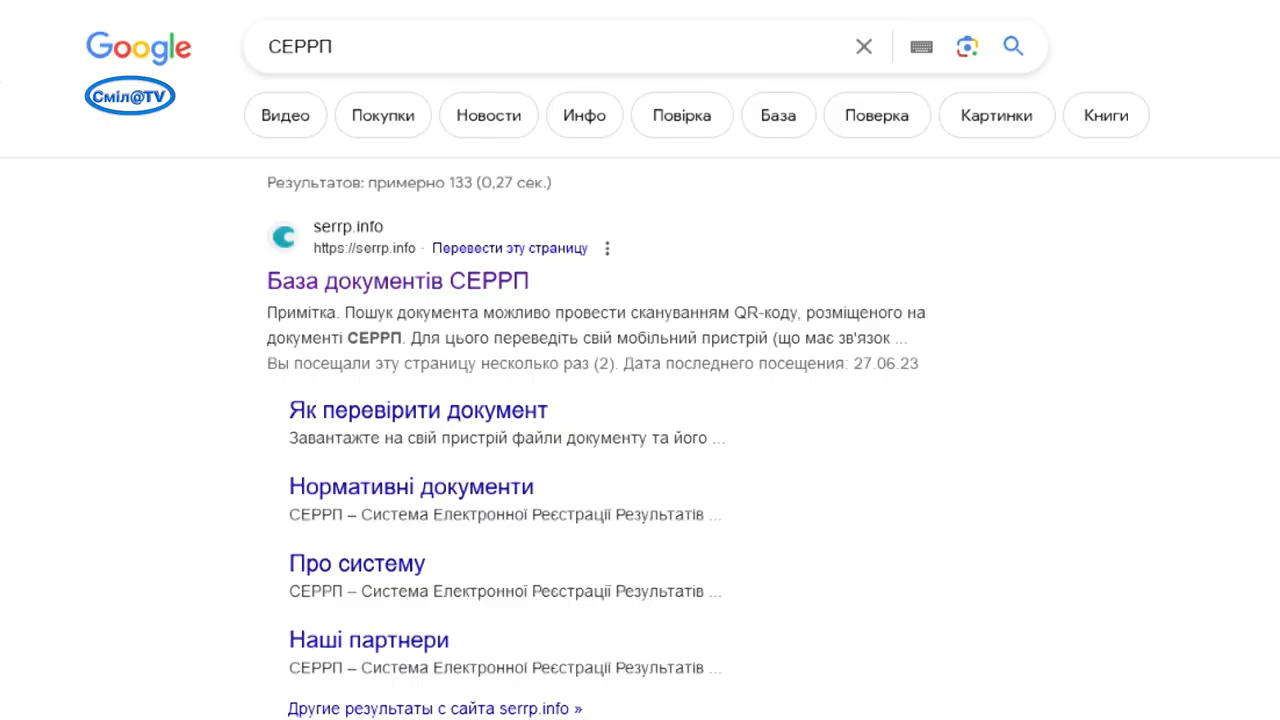 Google
СЕРРП
Сміл@TV
Видео
Покупки
Новости
Инфо
Повірка
База
Поверка
Картинки
Книги
Результатов: примерно 133 (0,27 сек.)
serrp.info
https://serrp.info · Перевести эту страницу
База документів СЕРРП
Примітка. Пошук документа можливо провести скануванням QR-коду, розміщеного на
документі СЕРРП. Для цього переведіть свій мобільний пристрій (що має зв'язок ...
Вы посещали эту страницу несколько раз (2). Дата последнего посещения: 27.06.23
Як перевірити документ
Завантажте на свій пристрій файли документу та його ...
Нормативні документи
СЕРРП – Система Електронної Реєстрації Результатів ...
Про систему
СЕРРП – Система Електронної Реєстрації Результатів ...
Наші партнери
СЕРРП – Система Електронної Реєстрації Результатів ...
Другие результаты с сайта serrp.info »